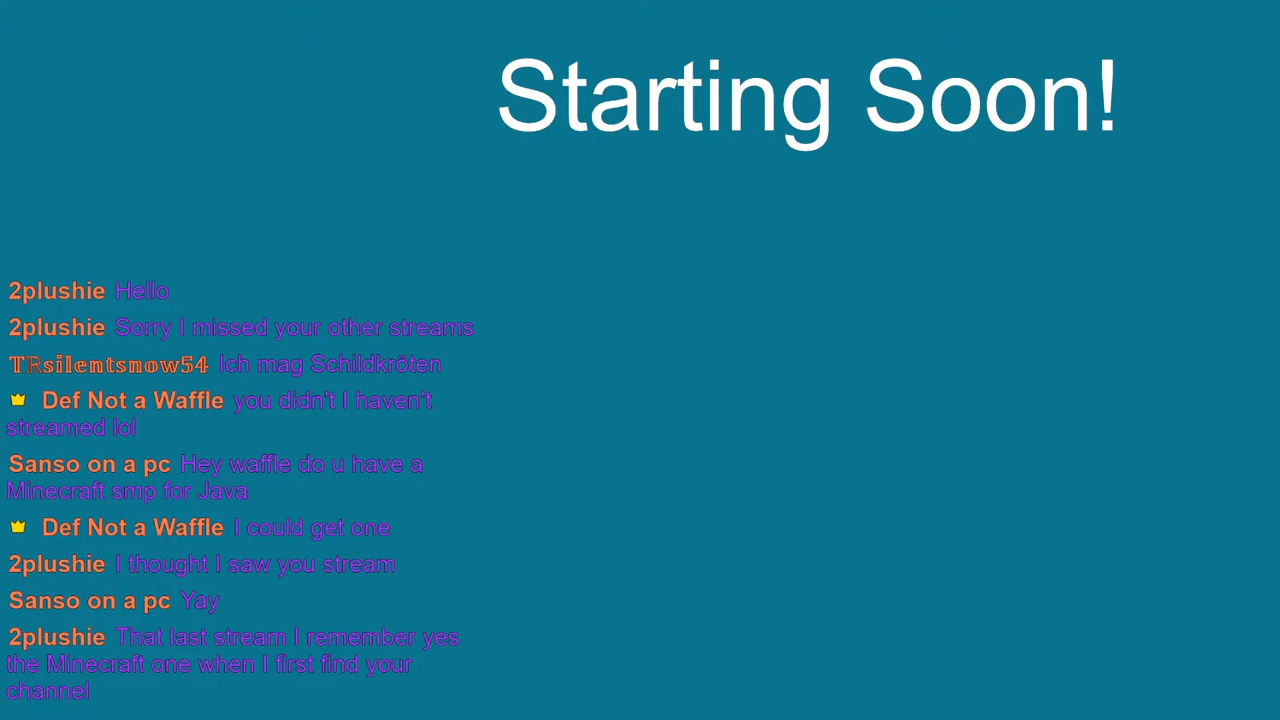 Starting Soon!
2plushie Hello
2plushie Sorry I missed your other streams
𝕋ℝ𝕤𝕚𝕝𝕖𝕟𝕥𝕤𝕟𝕠𝕨𝟝𝟜 Ich mag Schildkröten
Def Not a Waffle you didn't I haven't
streamed lol
Sanso on a pc Hey waffle do u have a
Minecraft smp for Java
Def Not a Waffle I could get one
2plushie I thought I saw you stream
Sanso on a pc Yay
2plushie That last stream I remember yes
the Minecraft one when I first find your
channel